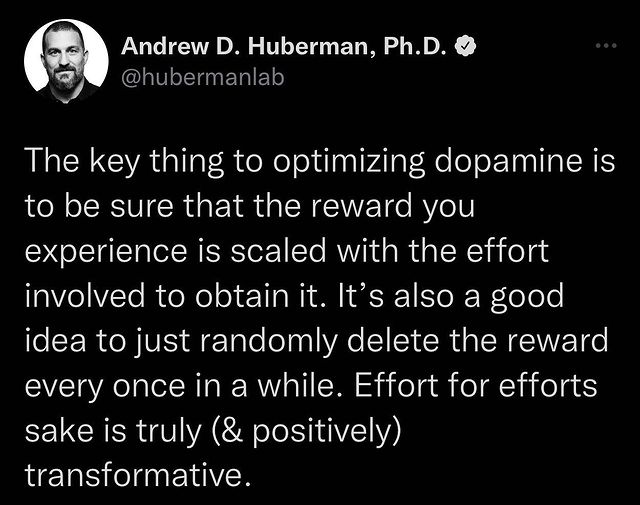 Andrew D. Huberman, Ph.D.
@hubermanlab
The key thing to optimizing dopamine is
to be sure that the reward you
experience is scaled with the effort
involved to obtain it. It’s also a good
idea to just randomly delete the reward
every once in a while. Effort for efforts
sake is truly (& positively)
transformative.